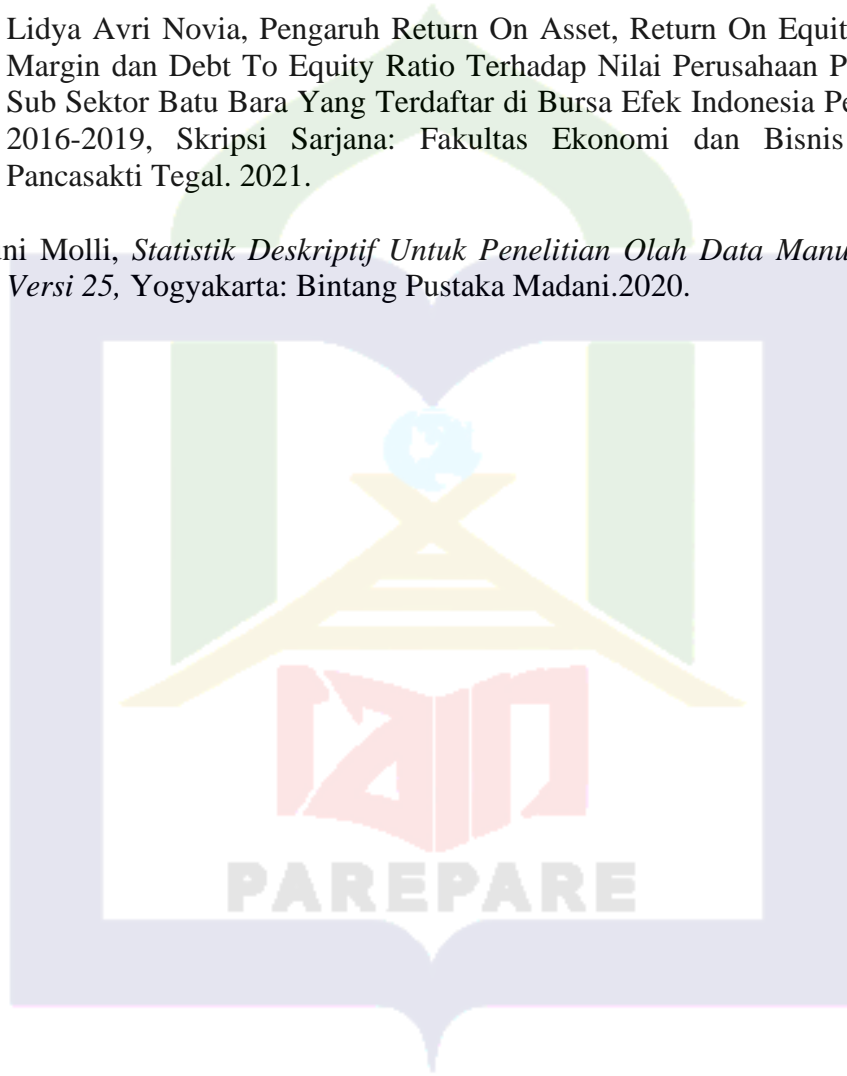 Lidya Avri Novia, Pengaruh Return On Asset, Return On Equit
Margin dan Debt To Equity Ratio Terhadap Nilai Perusahaan P
Sub Sektor Batu Bara Yang Terdaftar di Bursa Efek Indonesia Pe
2016-2019, Skripsi Sarjana: Fakultas Ekonomi dan Bisnis
Pancasakti Tegal. 2021.
ni Molli, Statistik Deskriptif Untuk Penelitian Olah Data Manu
Versi 25, Yogyakarta: Bintang Pustaka Madani.2020.
iain
PAREPARE